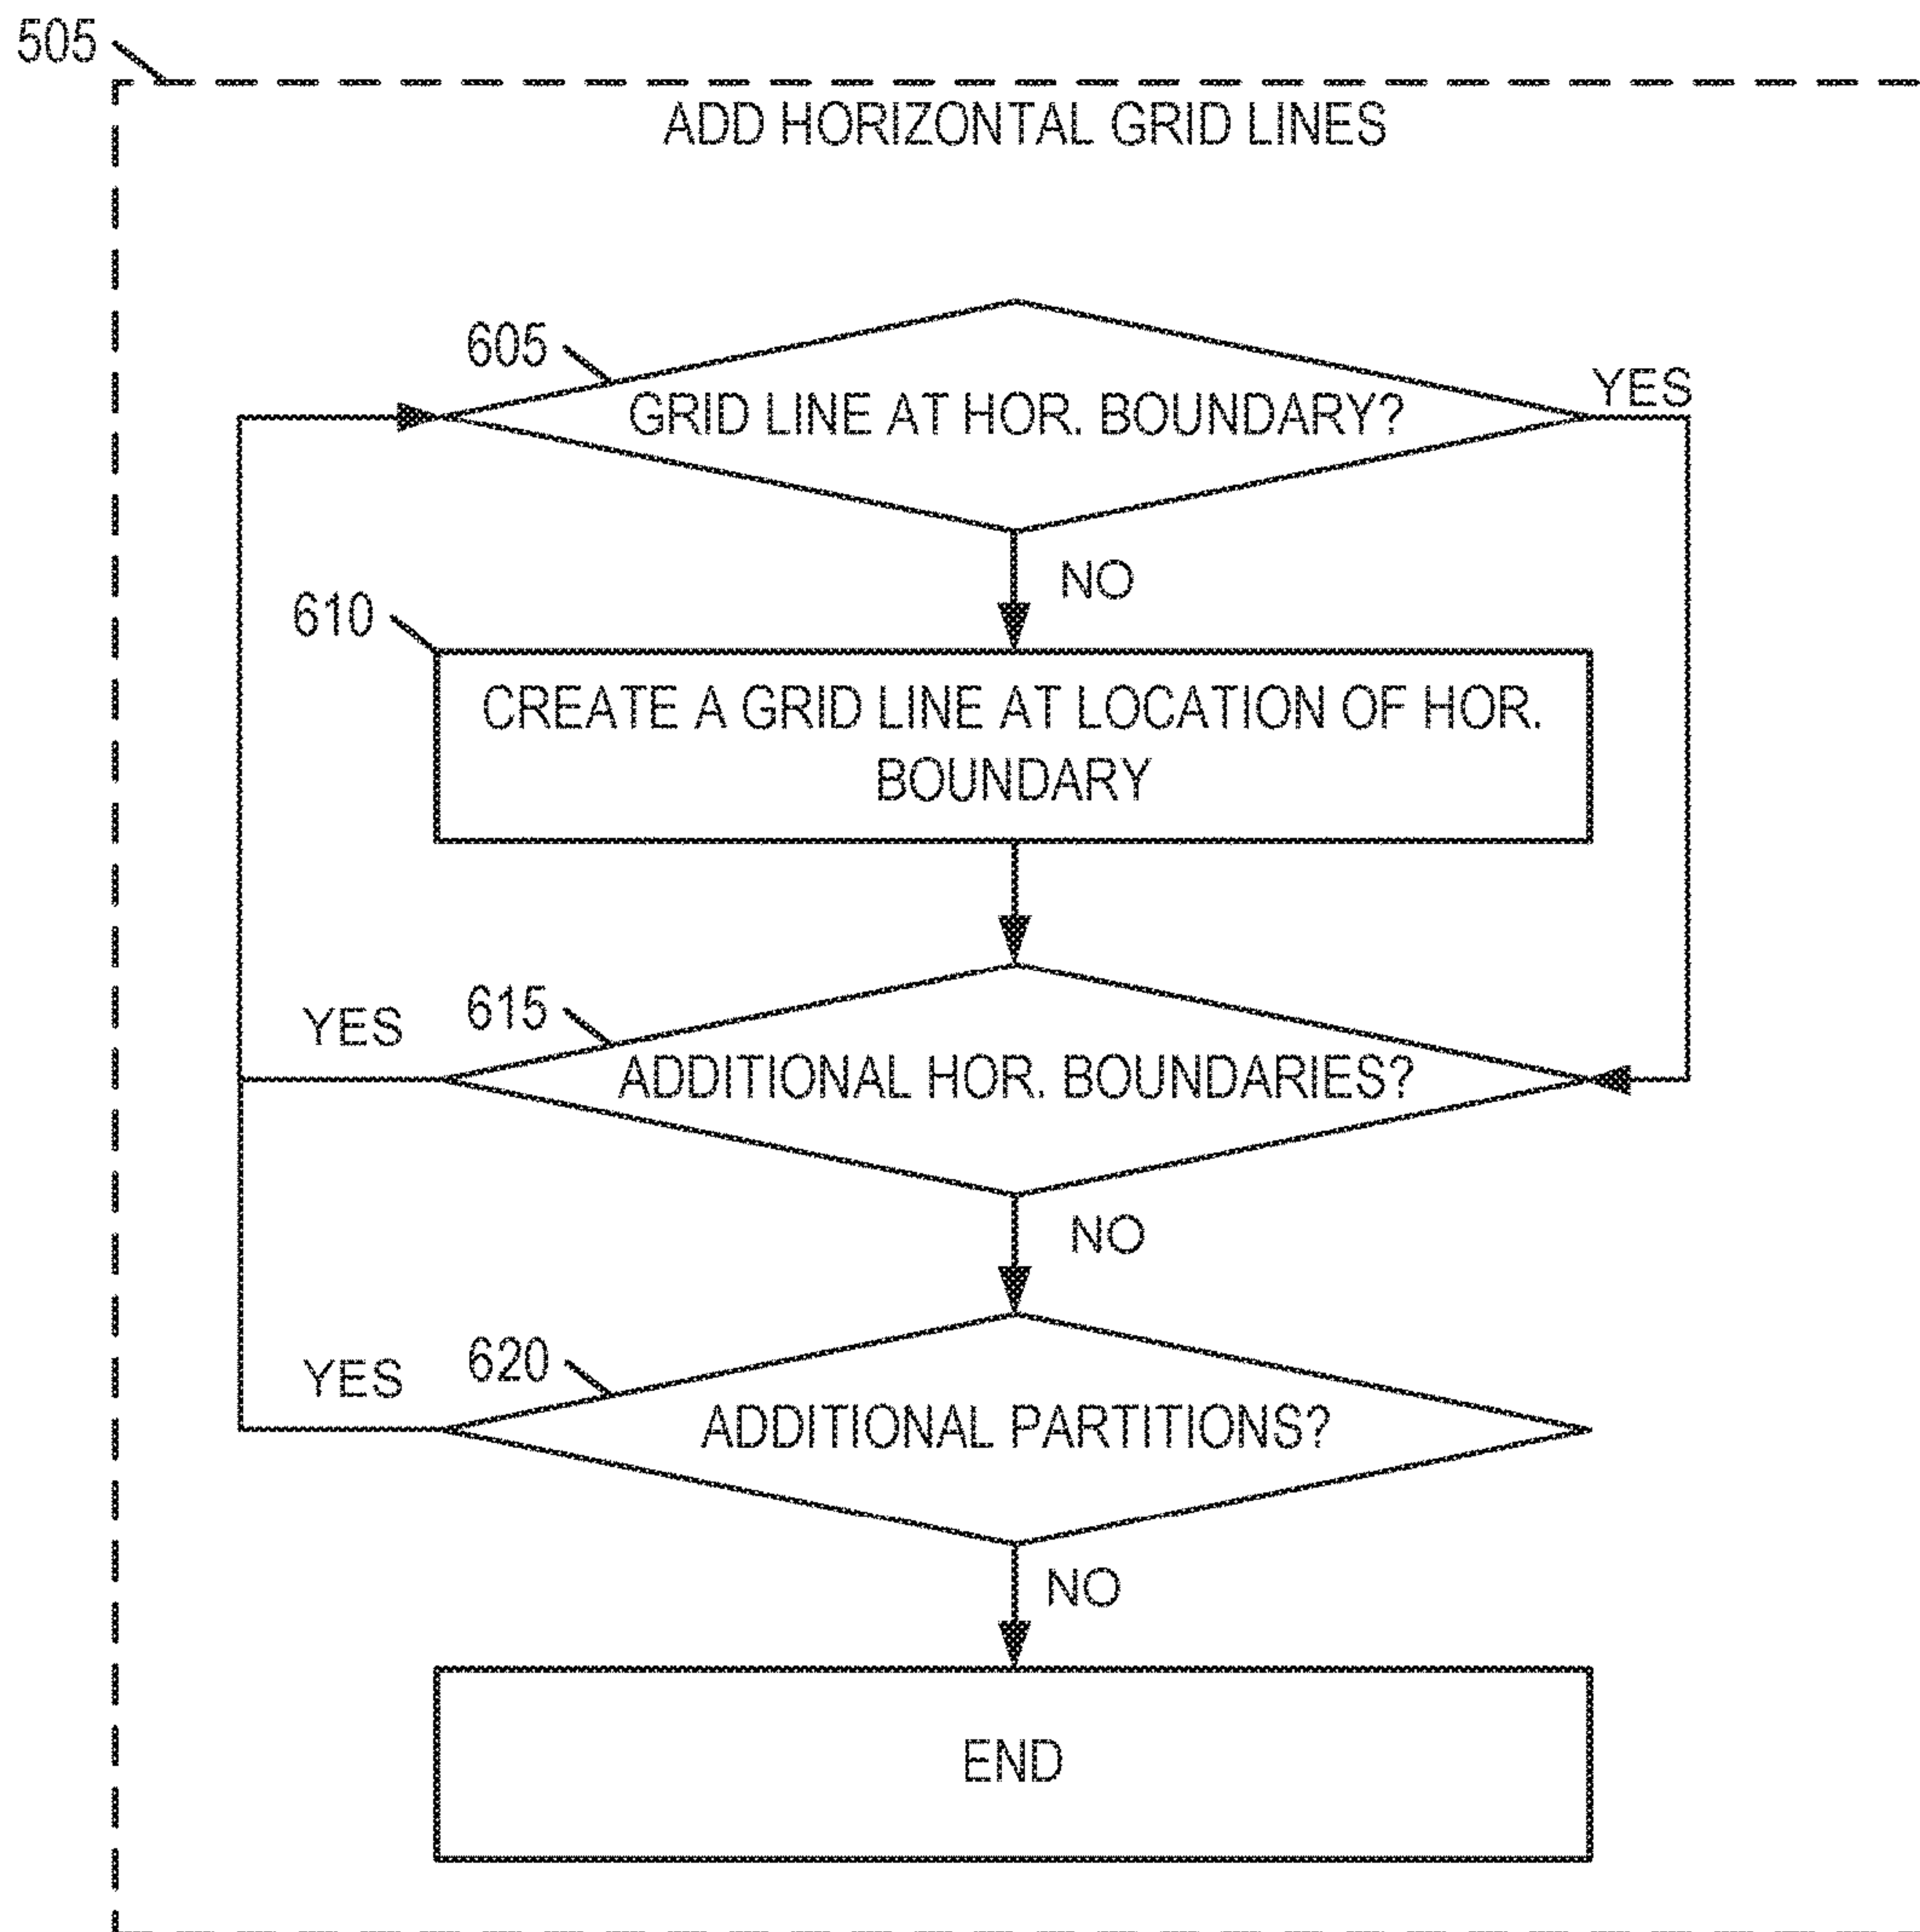 505
ADD HORIZONTAL GRID LINES
605
GRID LINE AT HOR. BOUNDARY?
YES
NO
610
CREATE A GRID LINE AT LOCATION OF HOR.
BOUNDARY
YES
615
ADDITIONAL HOR. BOUNDARIES?
NO
YES
620
ADDITIONAL PARTITIONS?
NO
END